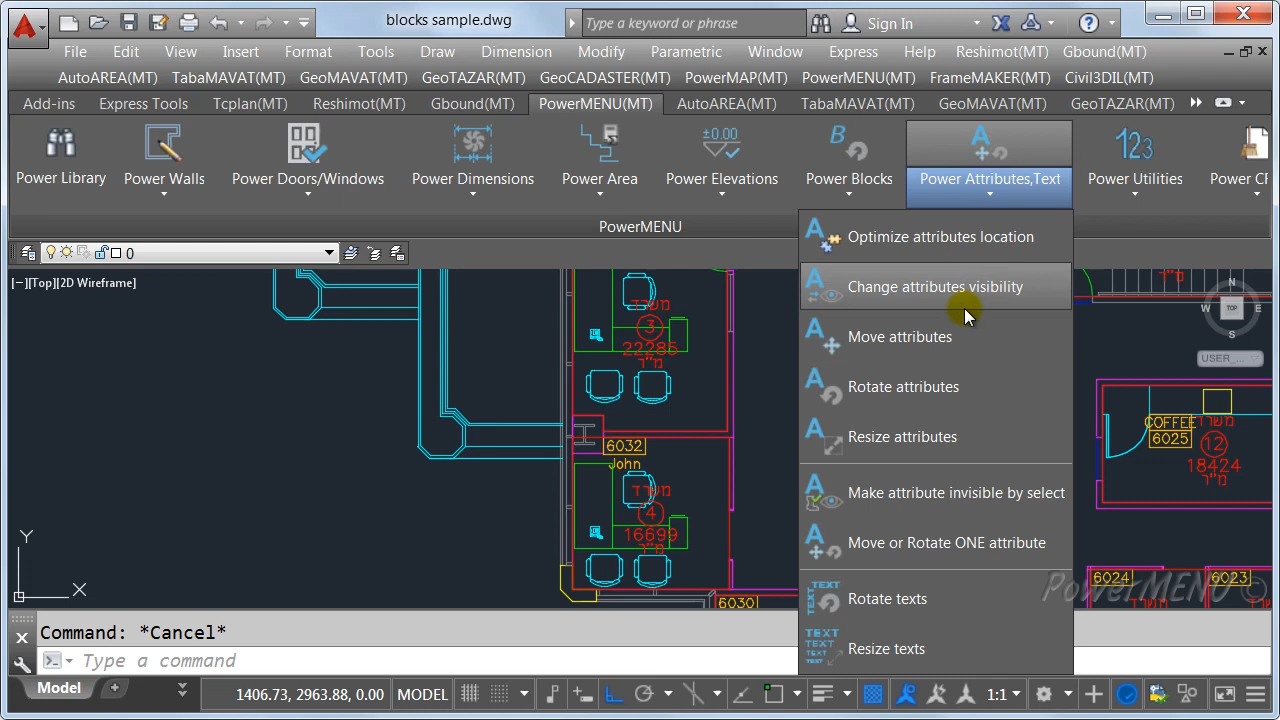 blocks sample.dwg
Type a keyword or phrase
Sign In
File Edit View Insert Format Tools Draw Dimension Modify Parametric Window Express Help Reshimot(MT) Gbound(MT)
AutoAREA(MT) TabaMAVAT(MT) GeoMAVAT(MT) GeoTAZAR(MT) GeoCADASTER(MT) PowerMAP(MT) PowerMENU(MT) FrameMAKER(MT) Civil3DIL(MT)
Add-ins Express Tools Tcplan(MT) Reshimot(MT) Gbound(MT) PowerMENU(MT) AutoAREA(MT) TabaMAVAT(MT) GeoMAVAT(MT) GeoTAZAR(MT)
±0.00
B
A
123
Power Library Power Walls Power Doors/Windows Power Dimensions Power Area Power Elevations Power Blocks Power Attributes,Text Power Utilities Power CF
PowerMENU
0
[−][Top][2D Wireframe]
Optimize attributes location
Change attributes visibility
Move attributes
Rotate attributes
Resize attributes
Make attribute invisible by select
Move or Rotate ONE attribute
TEXT
Rotate texts
TEXT
Resize texts
משרד
3
22285
מ"ר
6032
John
משרד
4
16699
מ"ר
6030
N
W TOP E
S
USER_...
COFFEE
6025
משרד
12
18424
מ"ר
6024
6023
PowerMENU ©
Y
X
Command: *Cancel*
Type a command
Model
1406.73, 2963.88, 0.00 MODEL
1:1